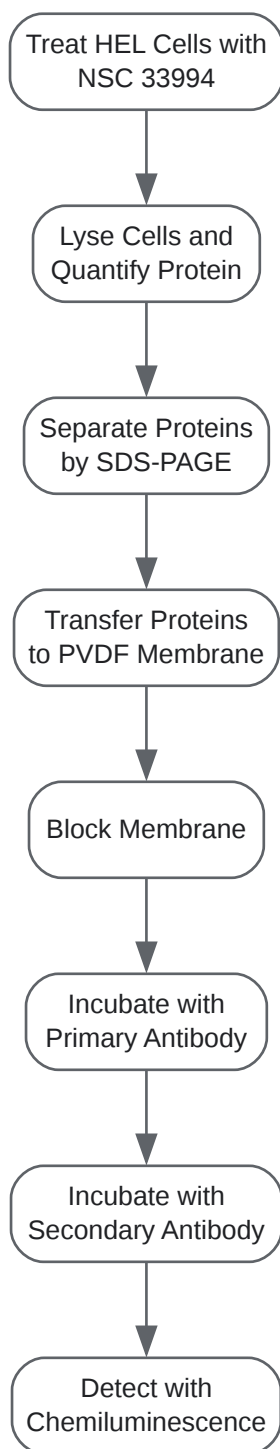 Treat HEL Cells with
NSC 33994
Lyse Cells and
Quantify Protein
Separate Proteins
by SDS-PAGE
Transfer Proteins
to PVDF Membrane
Block Membrane
Incubate with
Primary Antibody
Incubate with
Secondary Antibody
Detect with
Chemiluminescence